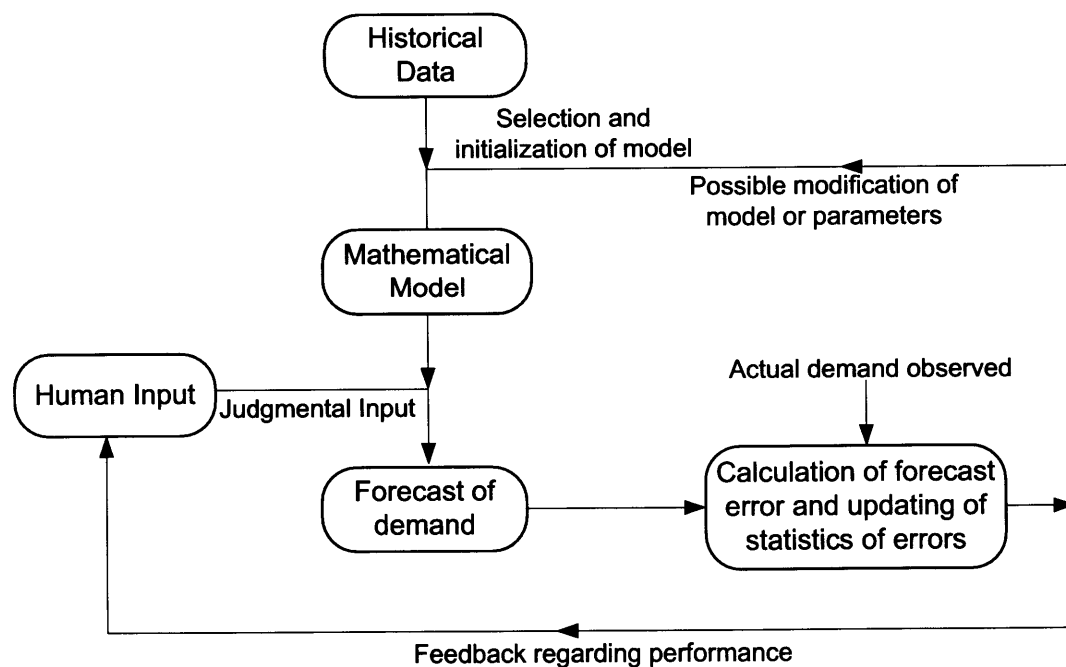 Historical
Data
Selection and
initialization of model
Possible modification of
model or parameters
Mathematical
Model
Human Input
Judgmental Input
Actual demand observed
Forecast of
demand
Calculation of forecast
error and updating of
statistics of errors
Feedback regarding performance